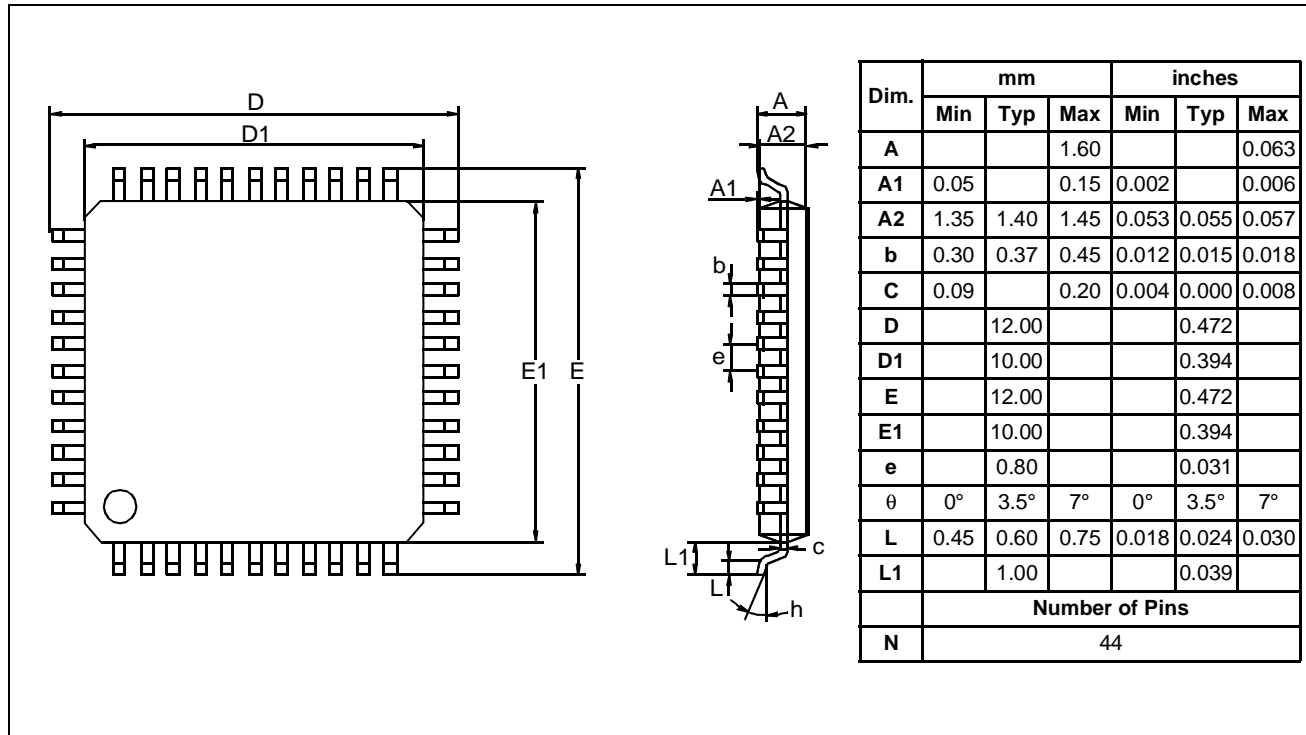 D
D1
E1
E
A
A2
A1
b
e
c
L1
L
h
Dim. mm inches
Min Typ Max Min Typ Max
A 1.60 0.063
A1 0.05 0.15 0.002 0.006
A2 1.35 1.40 1.45 0.053 0.055 0.057
b 0.30 0.37 0.45 0.012 0.015 0.018
C 0.09 0.20 0.004 0.000 0.008
D 12.00 0.472
D1 10.00 0.394
E 12.00 0.472
E1 10.00 0.394
e 0.80 0.031
θ 0° 3.5° 7° 0° 3.5° 7°
L 0.45 0.60 0.75 0.018 0.024 0.030
L1 1.00 0.039
Number of Pins
N 44